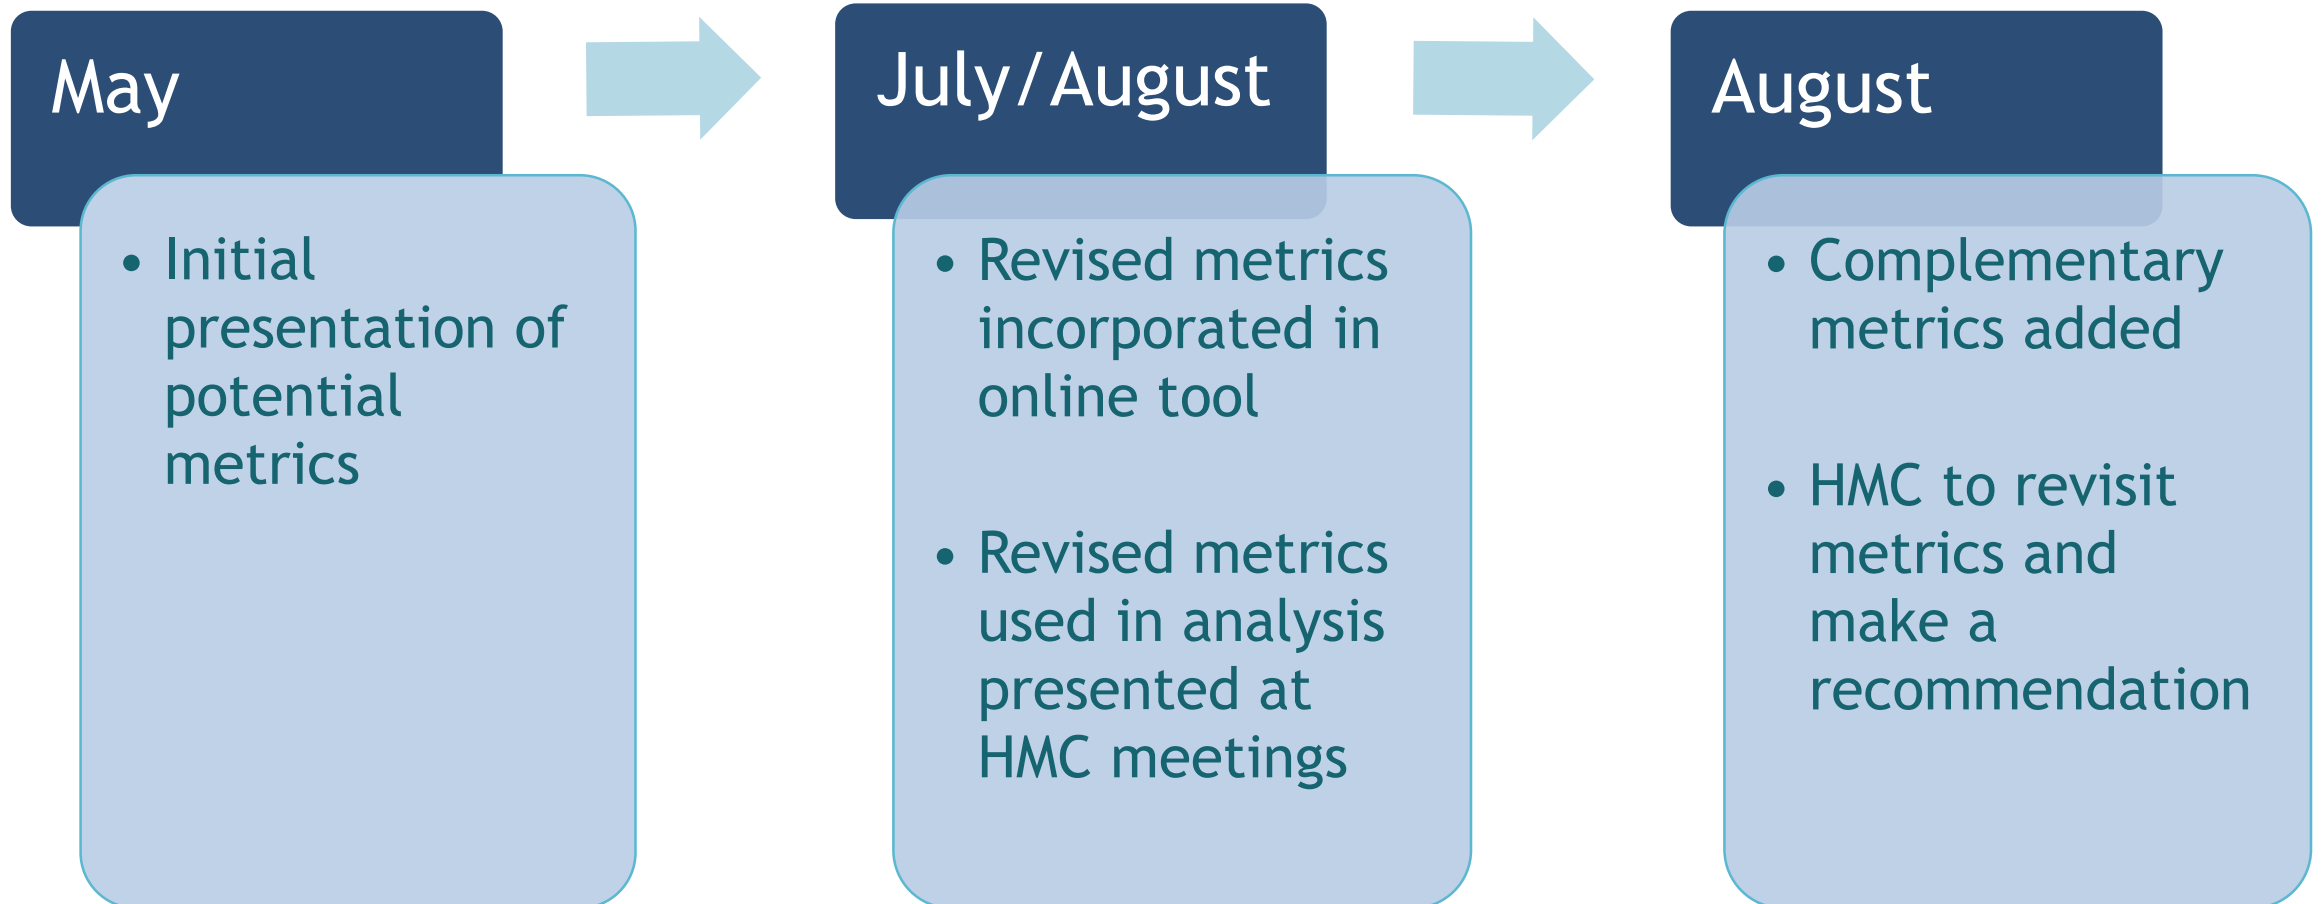 May
• Initial
presentation of
potential
metrics
July/August
• Revised metrics
incorporated in
online tool
• Revised metrics
used in analysis
presented at
HMC meetings
August
• Complementary
metrics added
• HMC to revisit
metrics and
make a
recommendation